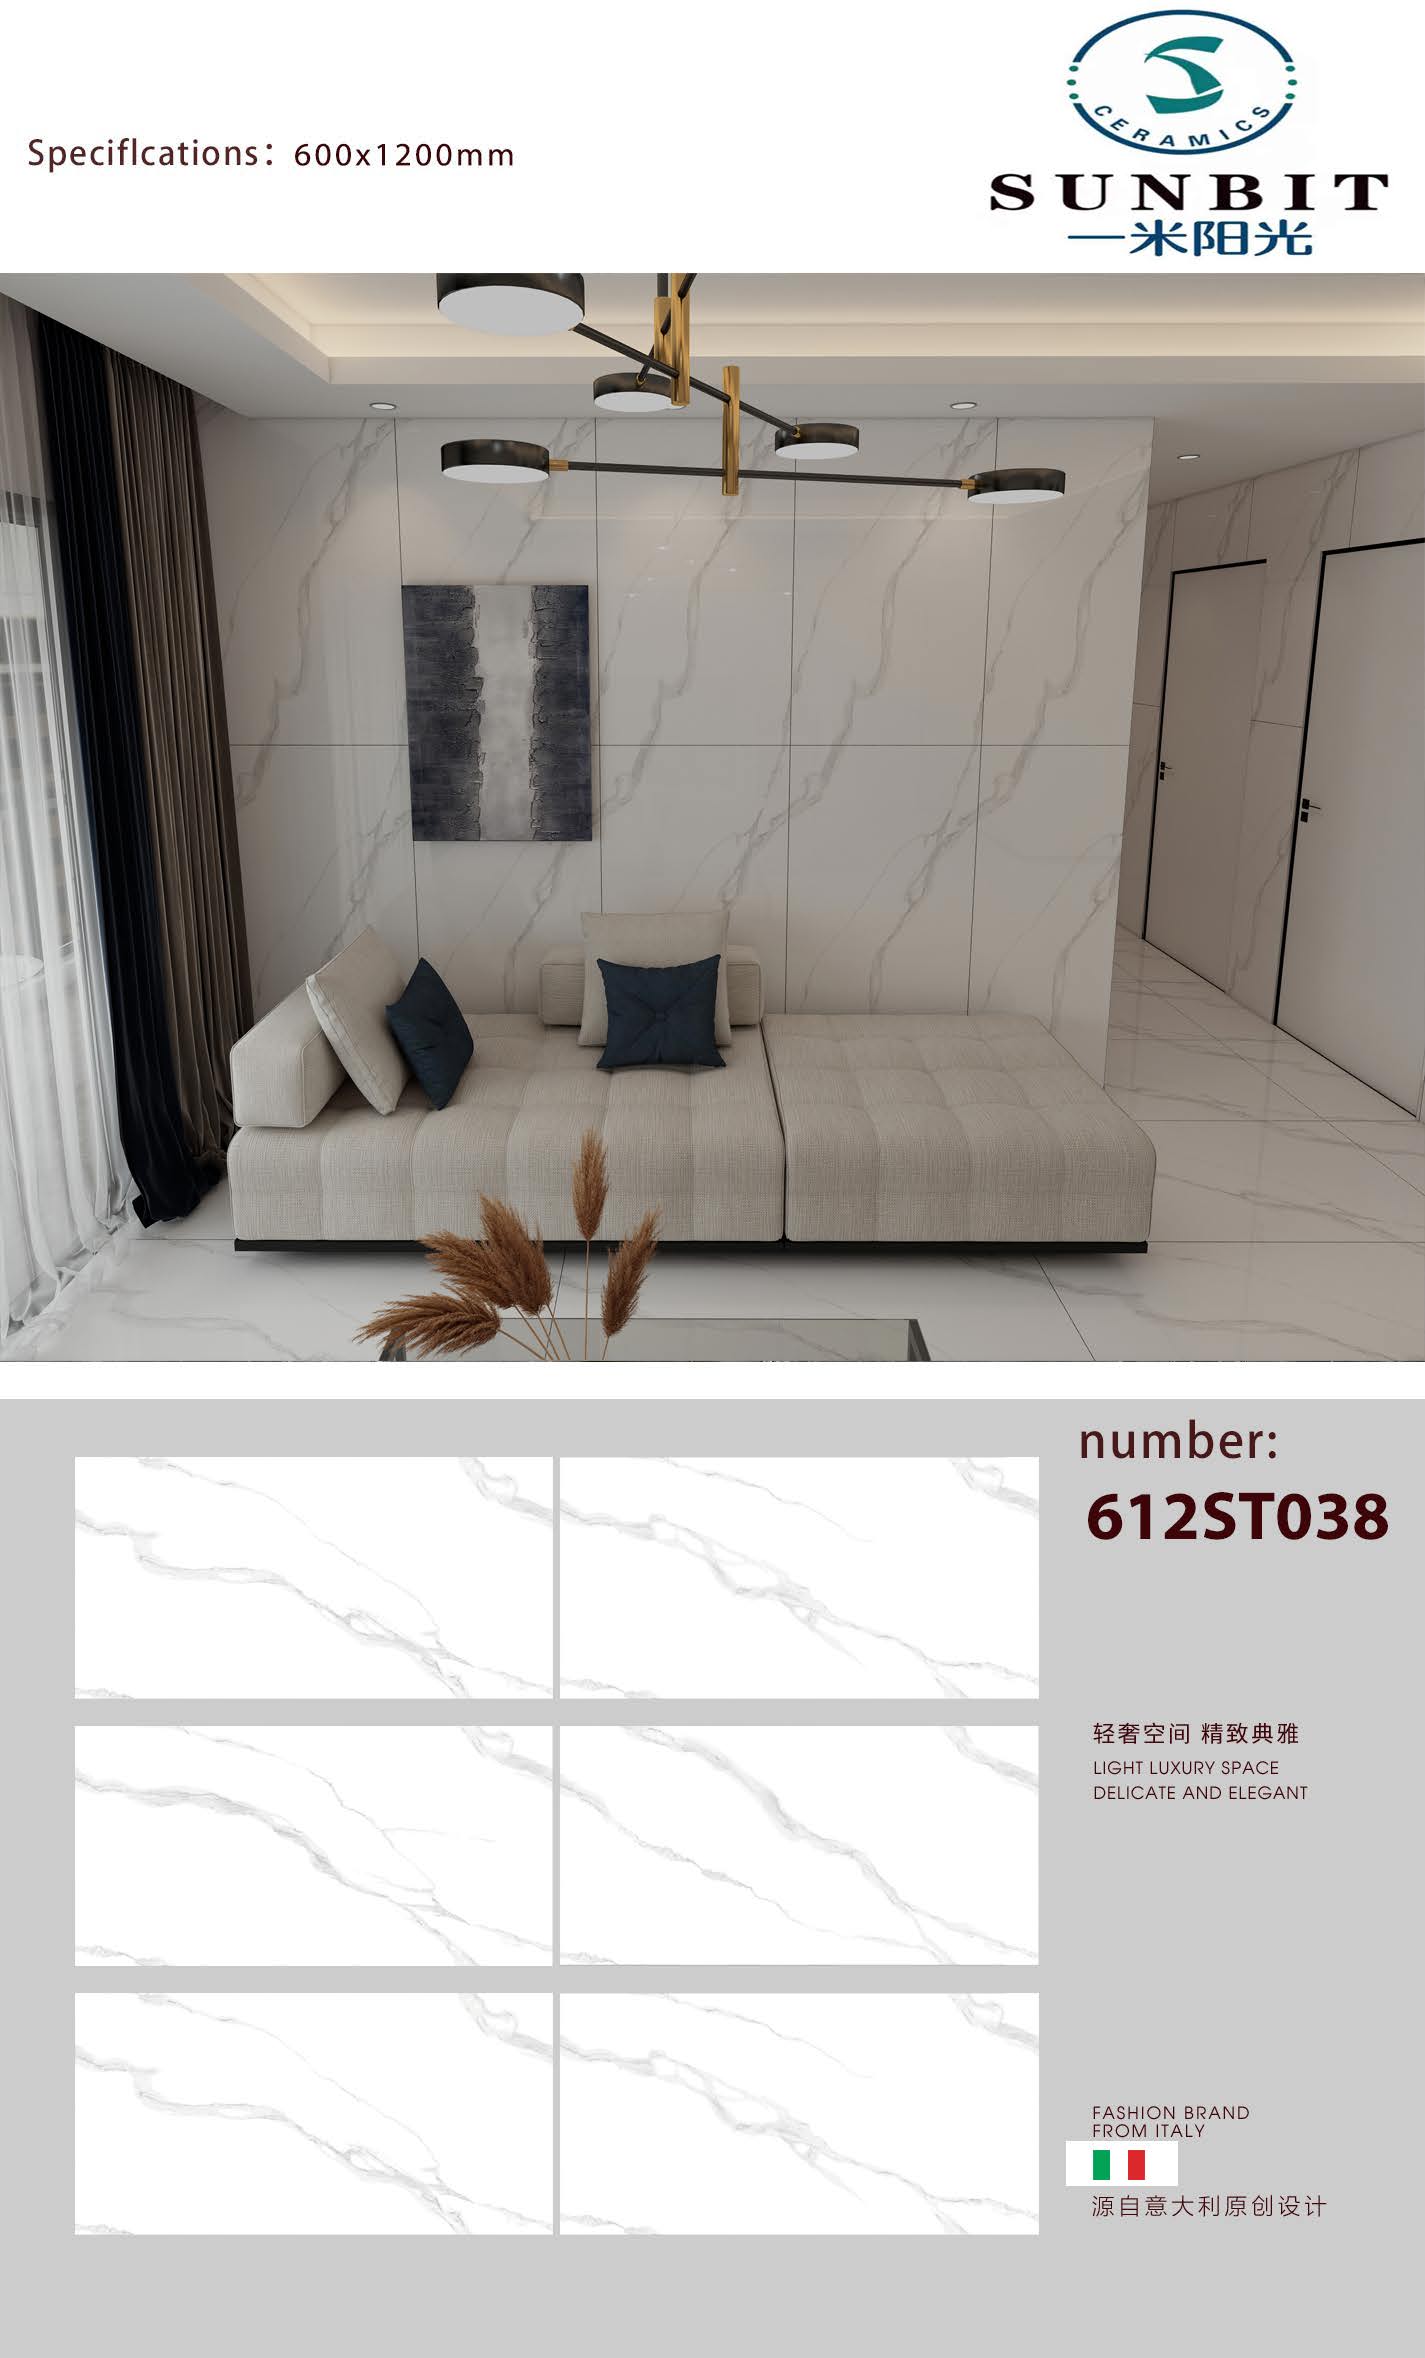 CERAMICS
SUNBIT
一米阳光
Speciflcations： 600x1200mm
number:
612ST038
轻奢空间 精致典雅
LIGHT LUXURY SPACE
DELICATE AND ELEGANT
FASHION BRAND
FROM ITALY
源自意大利原创设计